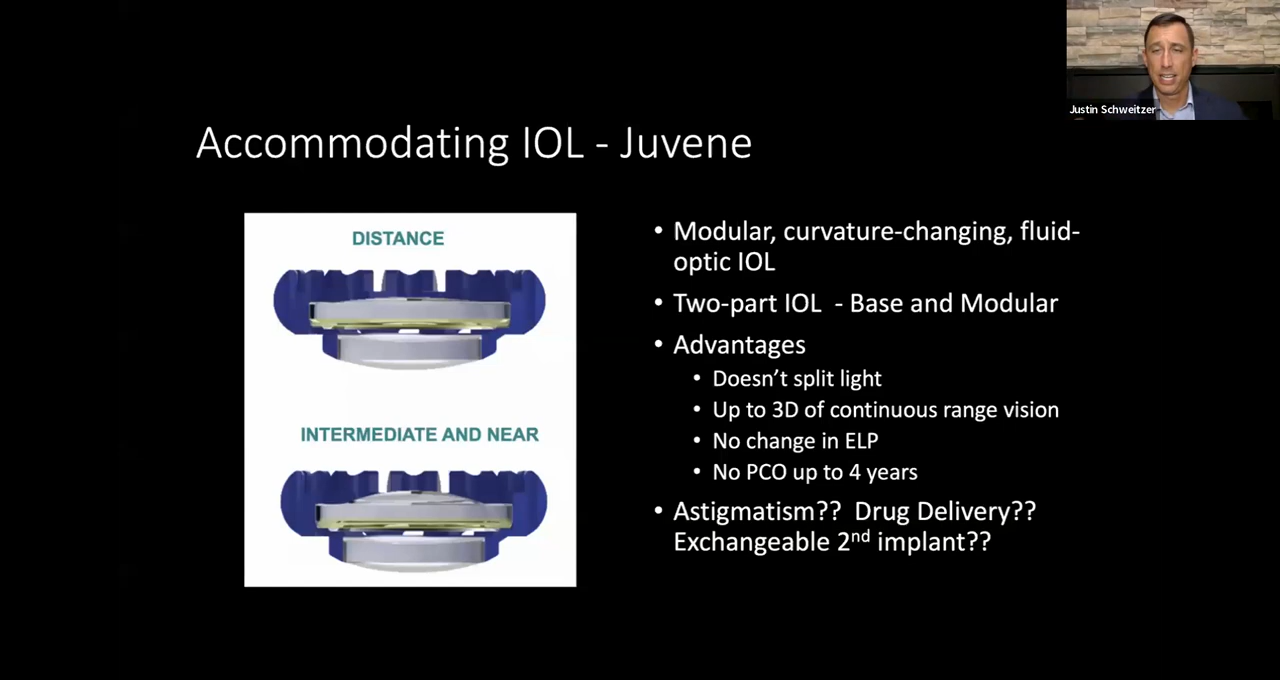 Justin Schweitzer
Accommodating IOL - Juvene
DISTANCE
INTERMEDIATE AND NEAR
• Modular, curvature-changing, fluid-
optic IOL
• Two-part IOL - Base and Modular
• Advantages
• Doesn’t split light
• Up to 3D of continuous range vision
• No change in ELP
• No PCO up to 4 years
• Astigmatism?? Drug Delivery??
Exchangeable 2nd implant??